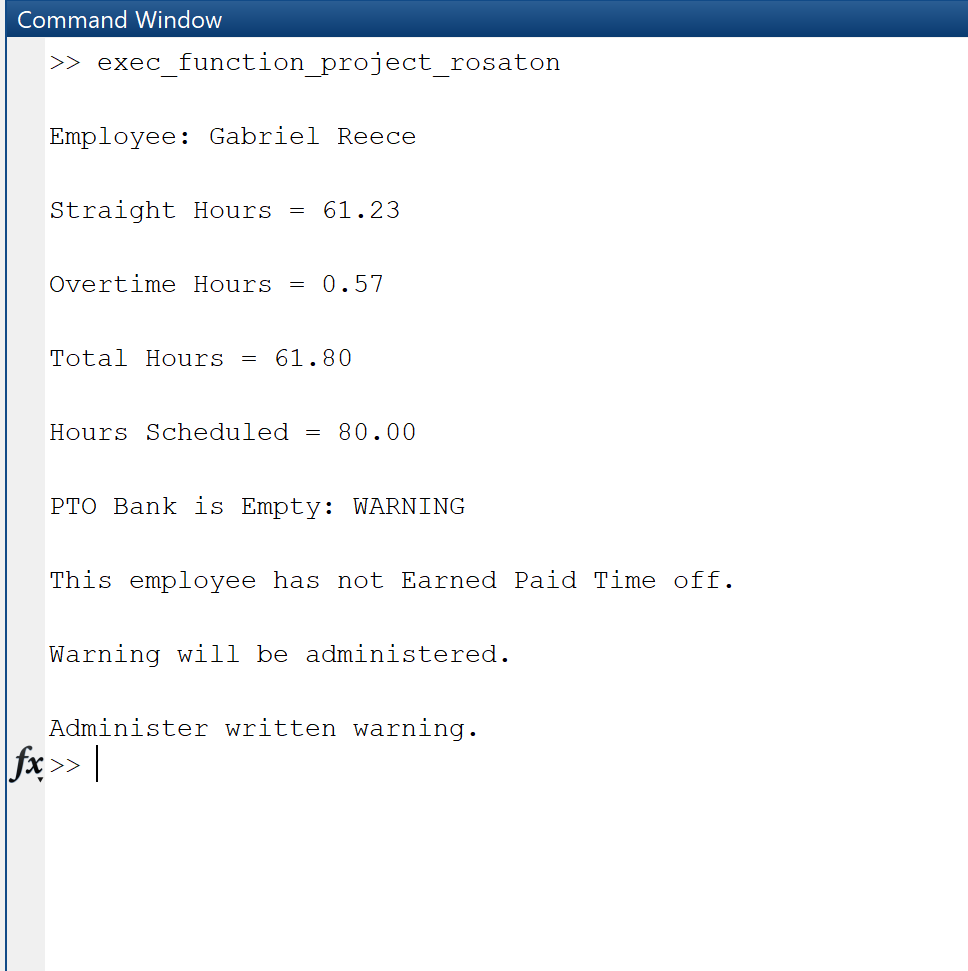 Command Window
>> exec_function_project_rosaton
Employee: Gabriel Reece
Straight Hours = 61.23
Overtime Hours = 0.57
Total Hours = 61.80
Hours Scheduled = 80.00
PTO Bank is Empty: WARNING
This employee has not Earned Paid Time off.
Warning will be administered.
Administer written warning.
fx >>